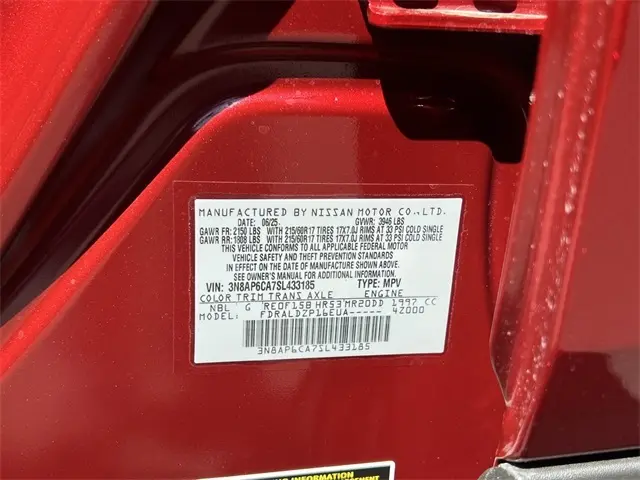 MANUFACTURED BY NISSAN MOTOR CO.,LTD.
DATE: 06/25 GVWR: 3946 LBS
GAWR FR: 2150 LBS WITH 215/60R17 TIRES 17X7.0J RIMS AT 33 PSI COLD SINGLE
GAWR RR: 1808 LBS WITH 215/60R17 TIRES 17X7.0J RIMS AT 33 PSI COLD SINGLE
THIS VEHICLE CONFORMS TO ALL APPLICABLE FEDERAL MOTOR
VEHICLE SAFETY AND THEFT PREVENTION STANDARDS
IN EFFECT ON THE DATE OF MANUFACTURE SHOWN ABOVE.
SEE OWNER'S MANUAL FOR ADDITIONAL INFORMATION.
VIN: 3N8AP6CA7SL433185 TYPE: MPV
COLOR TRIM TRANS AXLE ENGINE
NBL G RE0F15B HR53 MR20DD 1997 CC
MODEL: FDRALDZP16EUA----- 4Z000
3N8AP6CA7SL433185
INFORMATION